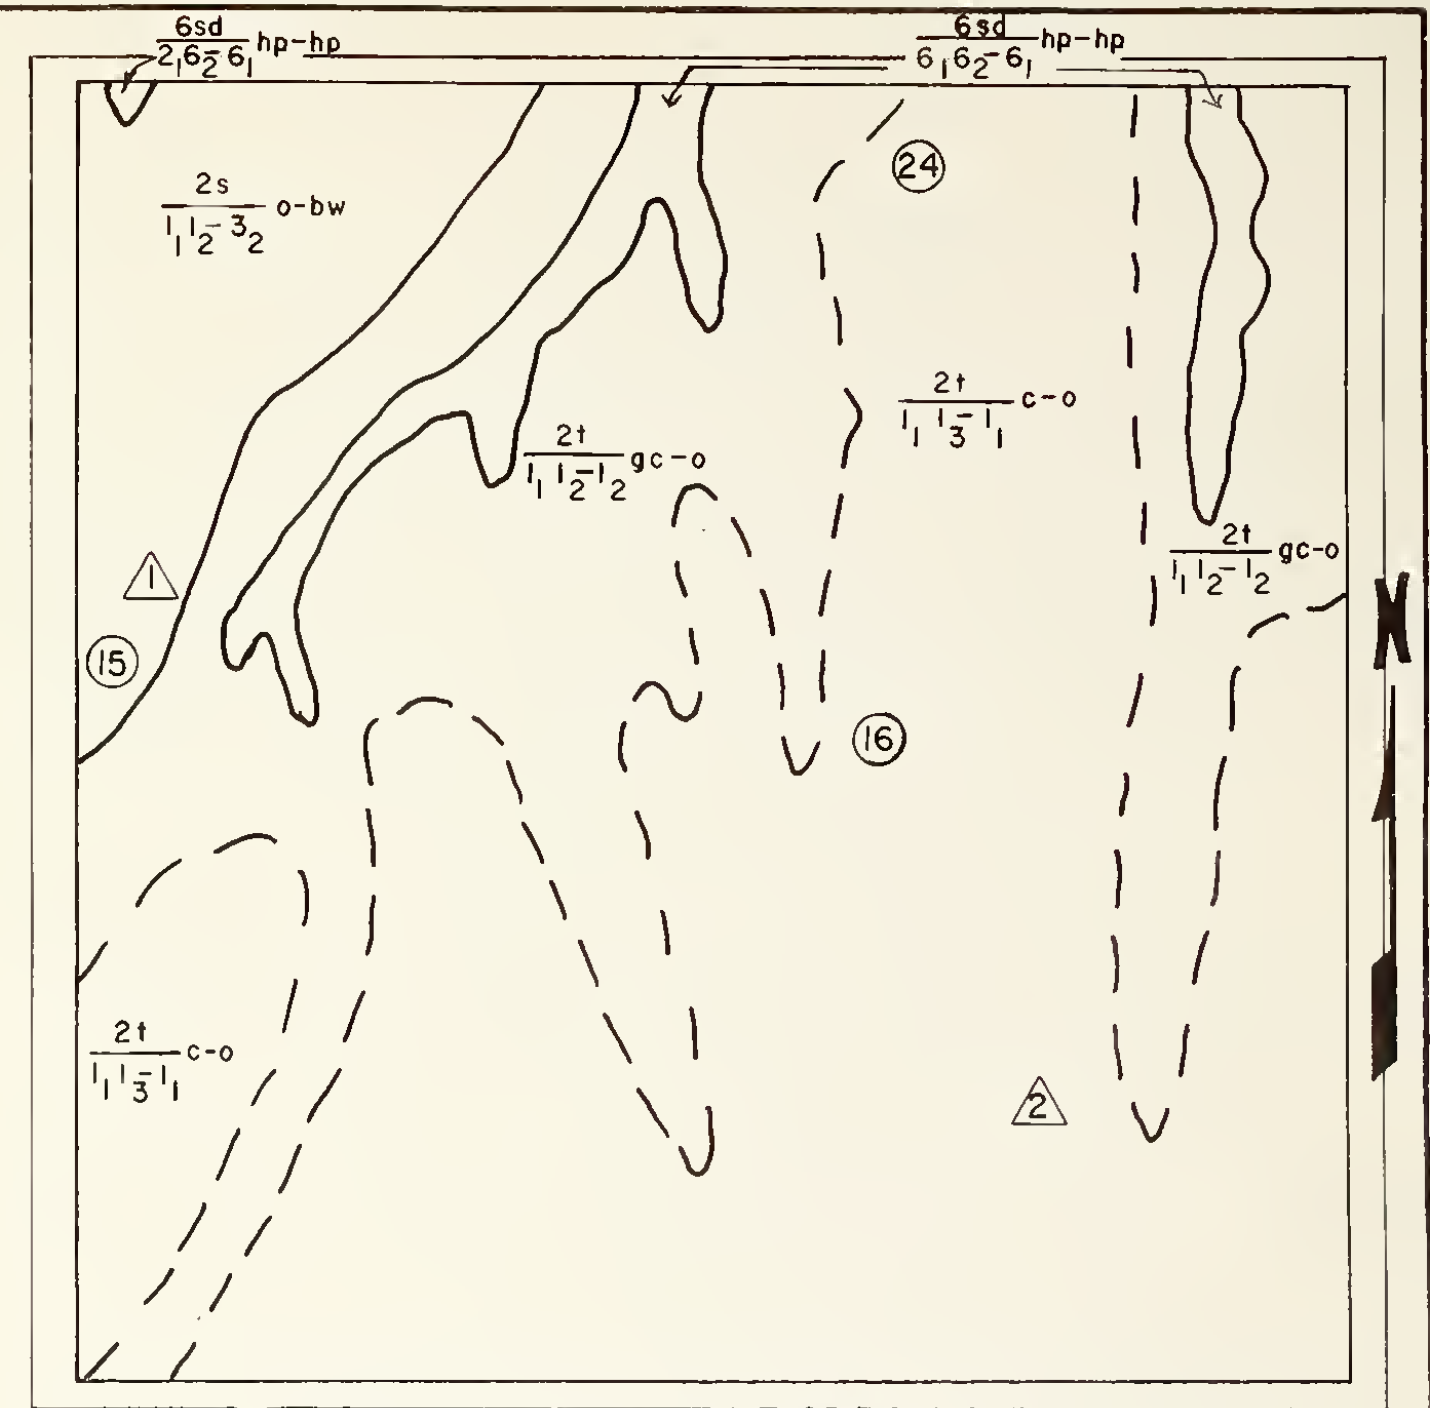 6sd
2₁6₂-6₁ hp-hp
6sd
6₁6₂-6₁ hp-hp
24
2s
1₁1₂-3₂ o-bw
2t
1₁1₃-1₁ c-o
2t
1₁1₂-1₂ gc-o
2t
1₁1₂-1₂ gc-o
1
15
N
16
2t
1₁1₃-1₁ c-o
2